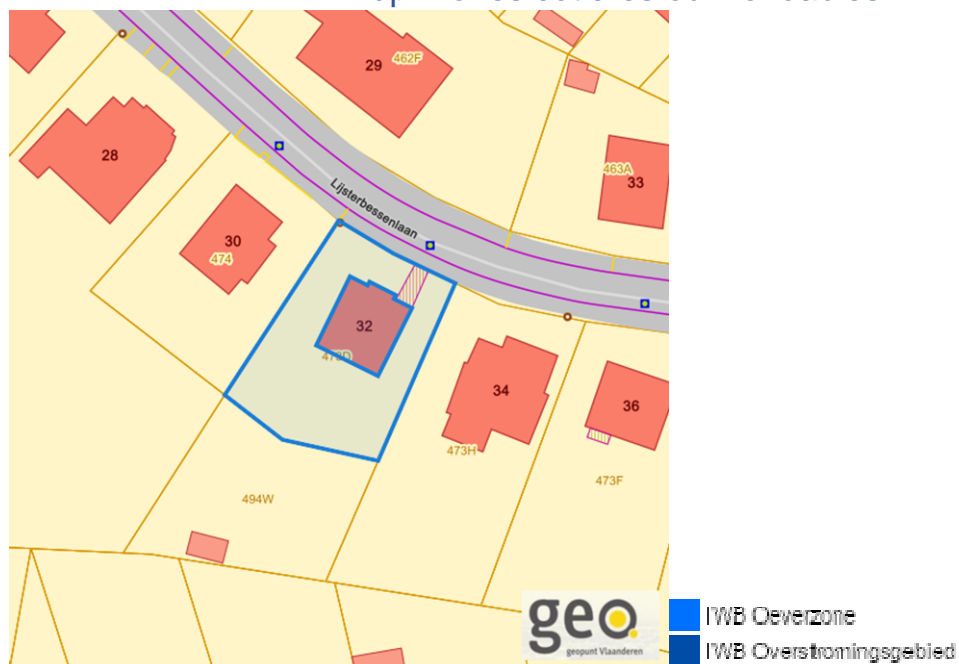 29
462F
28
463A
33
Lijsterbessenlaan
30
474
32
34
36
473H
473F
494W
geo
geopunt Vlaanderen
IWB Oeverzone
IWB Overstromingsgebied